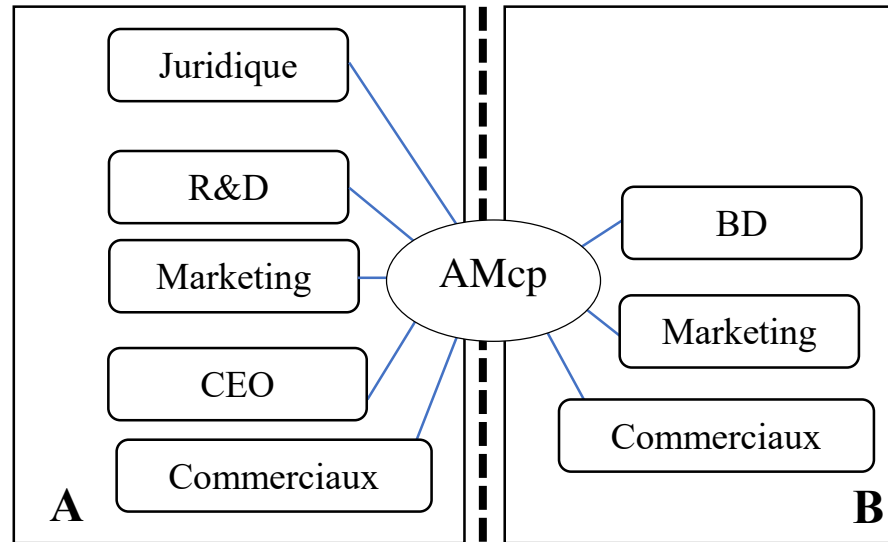 Juridique
R&D
Marketing
CEO
Commerciaux
A
AMcp
BD
Marketing
Commerciaux
B